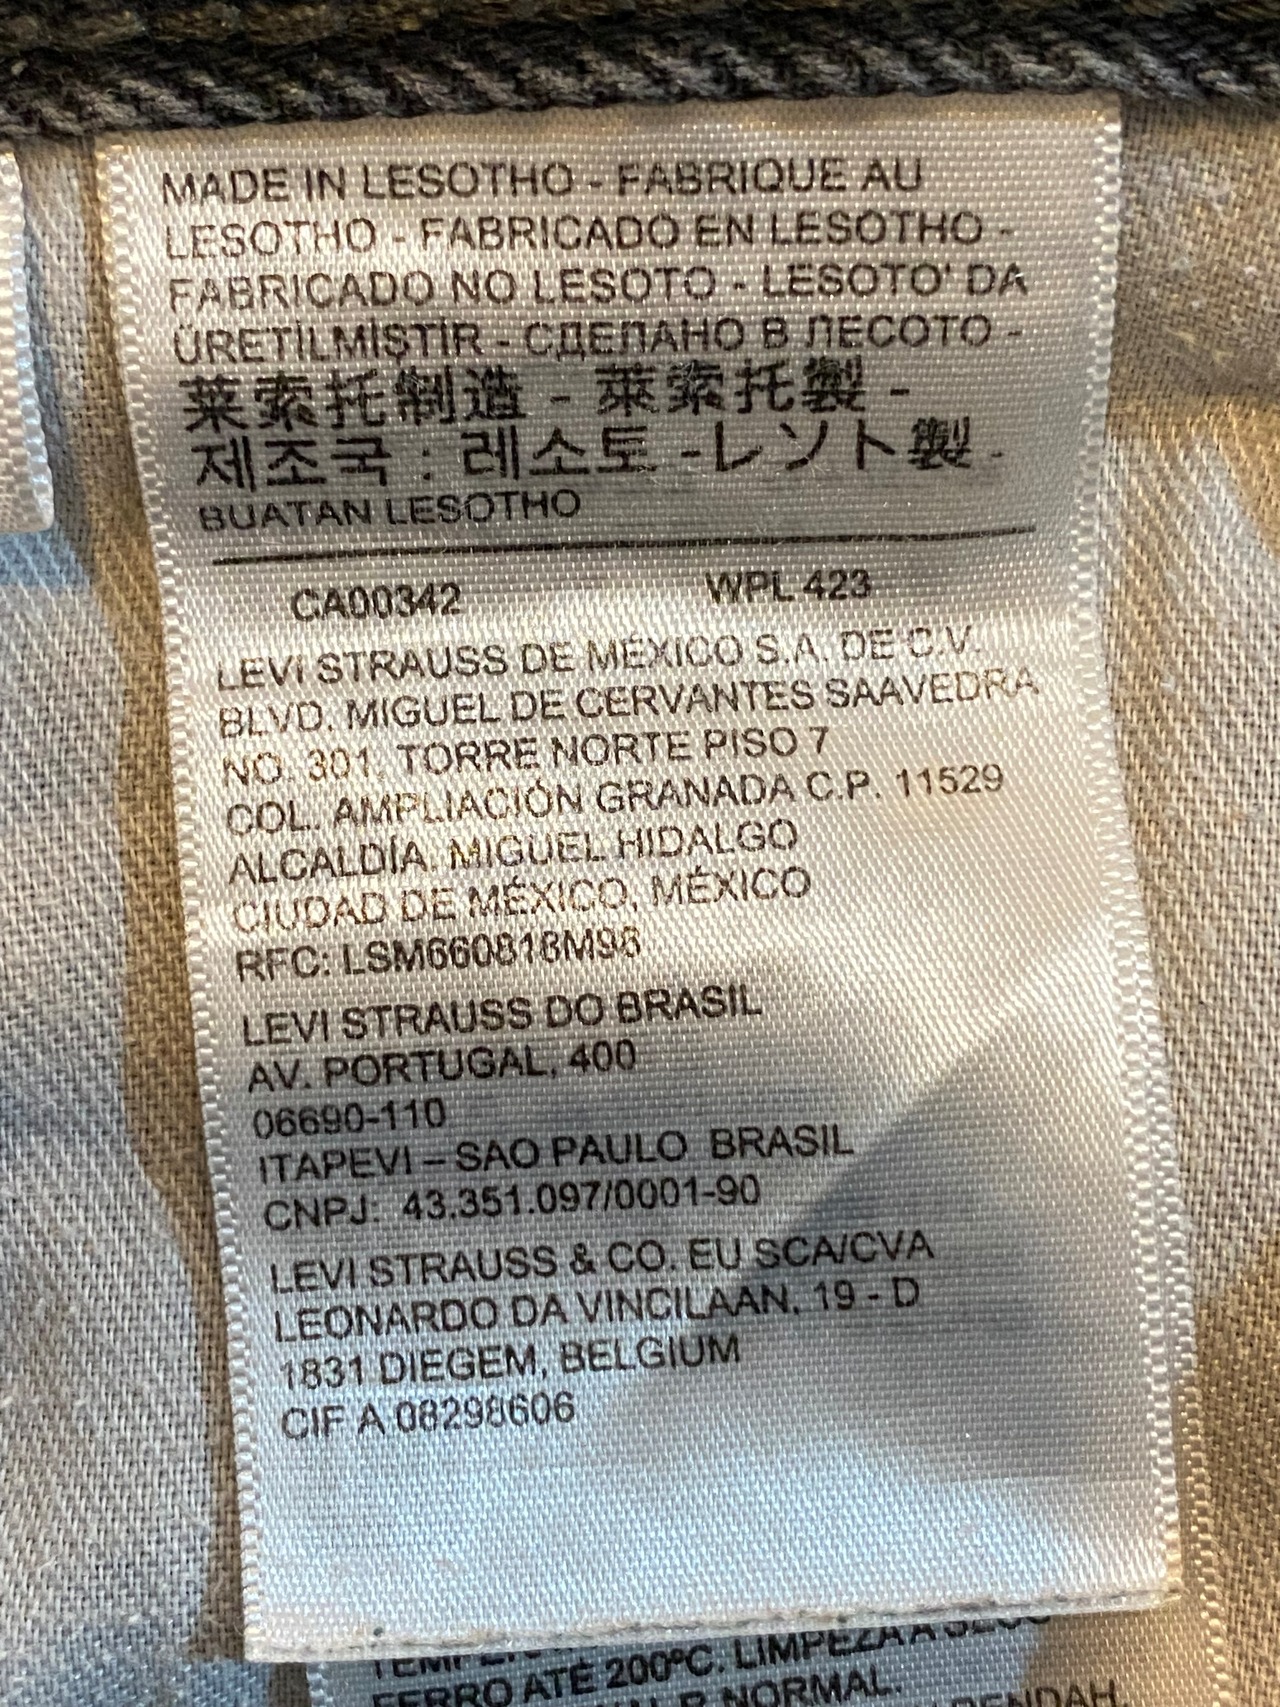 MADE IN LESOTHO - FABRIQUE AU
LESOTHO - FABRICADO EN LESOTHO -
FABRICADO NO LESOTO - LESOTO' DA
ÜRETİLMİŞTİR - СДЕЛАНО В ЛЕСОТО -
莱索托制造 - 萊索托製 -
제조국 : 레소토 -レソト製 -
BUATAN LESOTHO
CA00342 WPL 423
LEVI STRAUSS DE MÉXICO S.A. DE C.V.
BLVD. MIGUEL DE CERVANTES SAAVEDRA
NO. 301, TORRE NORTE PISO 7
COL. AMPLIACIÓN GRANADA C.P. 11529
ALCALDÍA. MIGUEL HIDALGO
CIUDAD DE MÉXICO, MÉXICO
RFC:
LEVI STRAUSS DO BRASIL
AV. PORTUGAL, 400
06690-110
ITAPEVI – SAO PAULO BRASIL
CNPJ: 43.351.097/0001-90
LEVI STRAUSS & CO. EU SCA/CVA
LEONARDO DA VINCILAAN, 19 - D
1831 DIEGEM, BELGIUM
CIF A 08298606
FERRO ATÉ 200ºC. LIMPEZA A SECO
NORMAL.
RENDAH